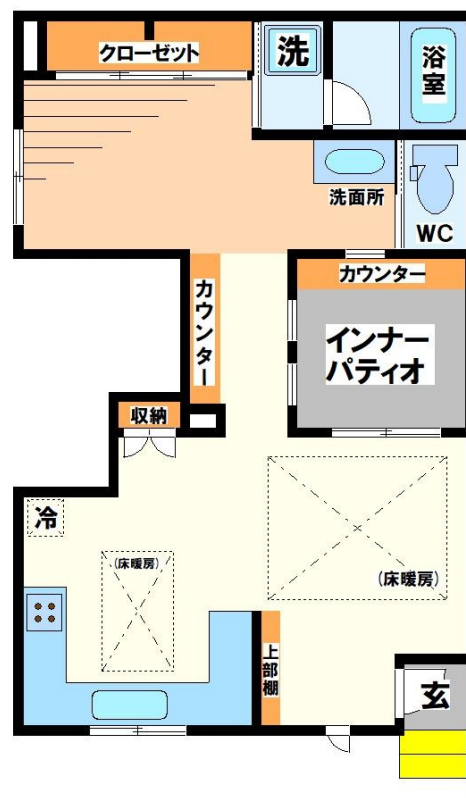 クローゼット
洗
浴
室
洗面所
WC
カウンター
カウンター
インナー
パティオ
収納
冷
(床暖房)
(床暖房)
上部棚
玄